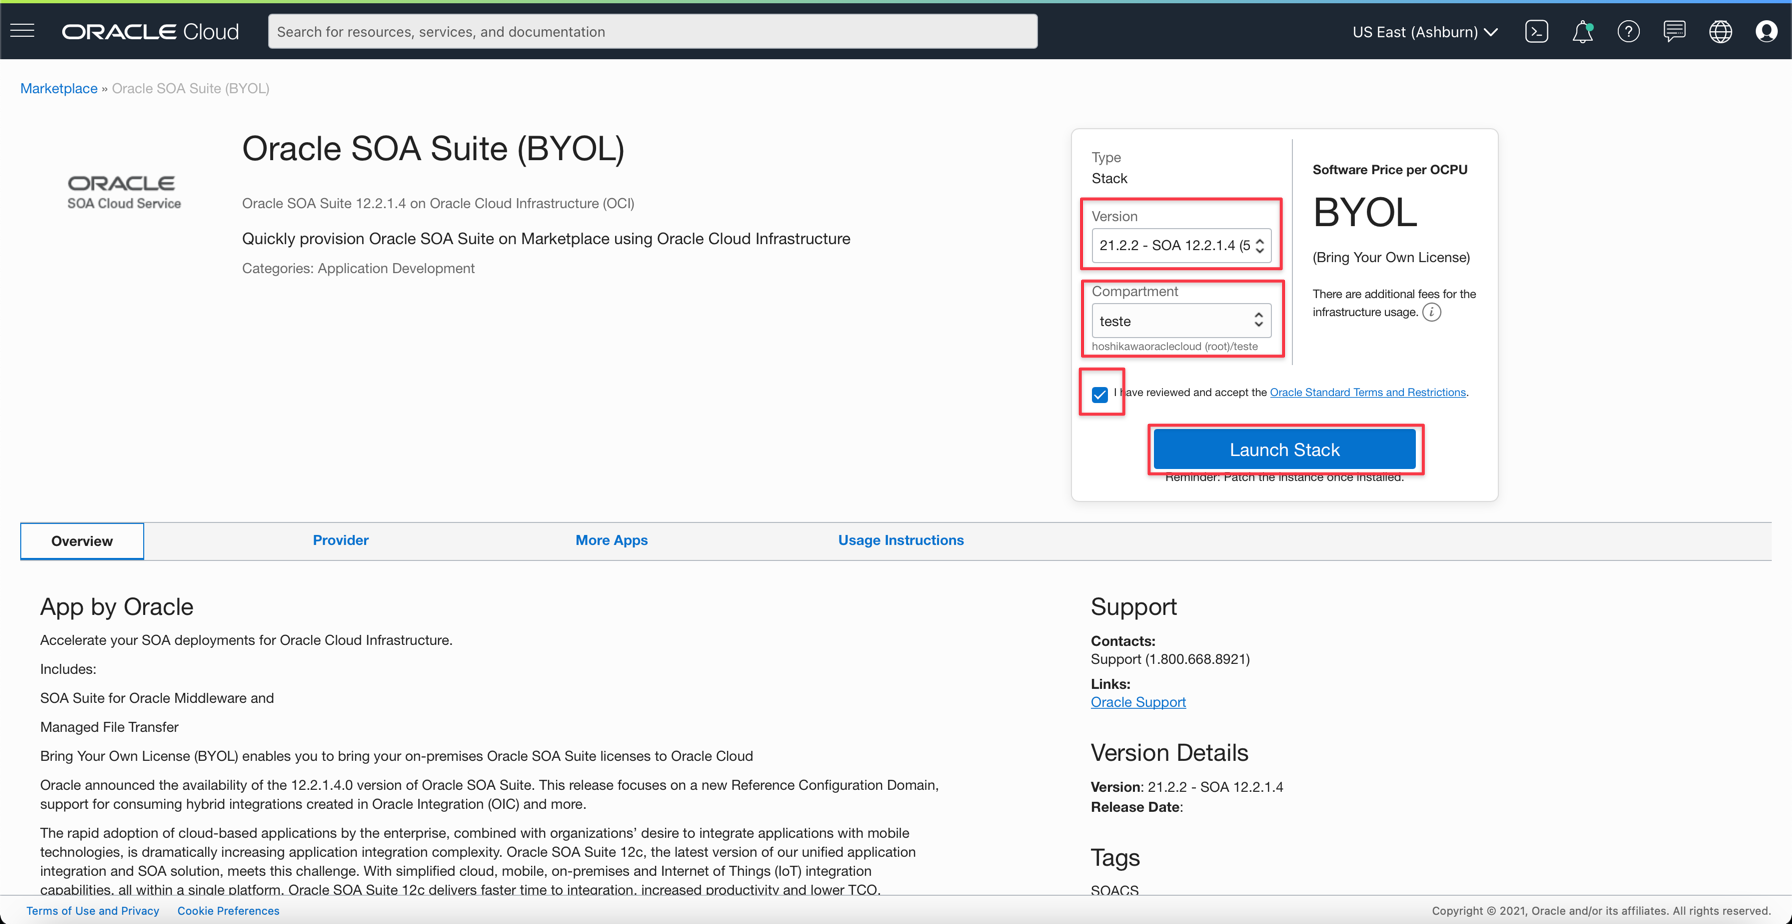 ORACLE Cloud
Search for resources, services, and documentation
US East (Ashburn)
Marketplace » Oracle SOA Suite (BYOL)
ORACLE
SOA Cloud Service
Oracle SOA Suite (BYOL)
Oracle SOA Suite 12.2.1.4 on Oracle Cloud Infrastructure (OCI)
Quickly provision Oracle SOA Suite on Marketplace using Oracle Cloud Infrastructure
Categories: Application Development
Type
Stack
Version
21.2.2 - SOA 12.2.1.4 (5
Compartment
teste
hoshikawaoraclecloud (root)/teste
Software Price per OCPU
BYOL
(Bring Your Own License)
There are additional fees for the
infrastructure usage.
I have reviewed and accept the Oracle Standard Terms and Restrictions.
Launch Stack
Reminder: Patch the instance once installed.
Overview
Provider
More Apps
Usage Instructions
App by Oracle
Accelerate your SOA deployments for Oracle Cloud Infrastructure.
Includes:
SOA Suite for Oracle Middleware and
Managed File Transfer
Bring Your Own License (BYOL) enables you to bring your on-premises Oracle SOA Suite licenses to Oracle Cloud
Oracle announced the availability of the 12.2.1.4.0 version of Oracle SOA Suite. This release focuses on a new Reference Configuration Domain,
support for consuming hybrid integrations created in Oracle Integration (OIC) and more.
The rapid adoption of cloud-based applications by the enterprise, combined with organizations’ desire to integrate applications with mobile
technologies, is dramatically increasing application integration complexity. Oracle SOA Suite 12c, the latest version of our unified application
integration and SOA solution, meets this challenge. With simplified cloud, mobile, on-premises and Internet of Things (IoT) integration
capabilities, all within a single platform, Oracle SOA Suite 12c delivers faster time to integration, increased productivity and lower TCO.
Support
Contacts:
Support (1.800.668.8921)
Links:
Oracle Support
Version Details
Version: 21.2.2 - SOA 12.2.1.4
Release Date:
Tags
SOACS
Terms of Use and Privacy
Cookie Preferences
Copyright © 2021, Oracle and/or its affiliates. All rights reserved.